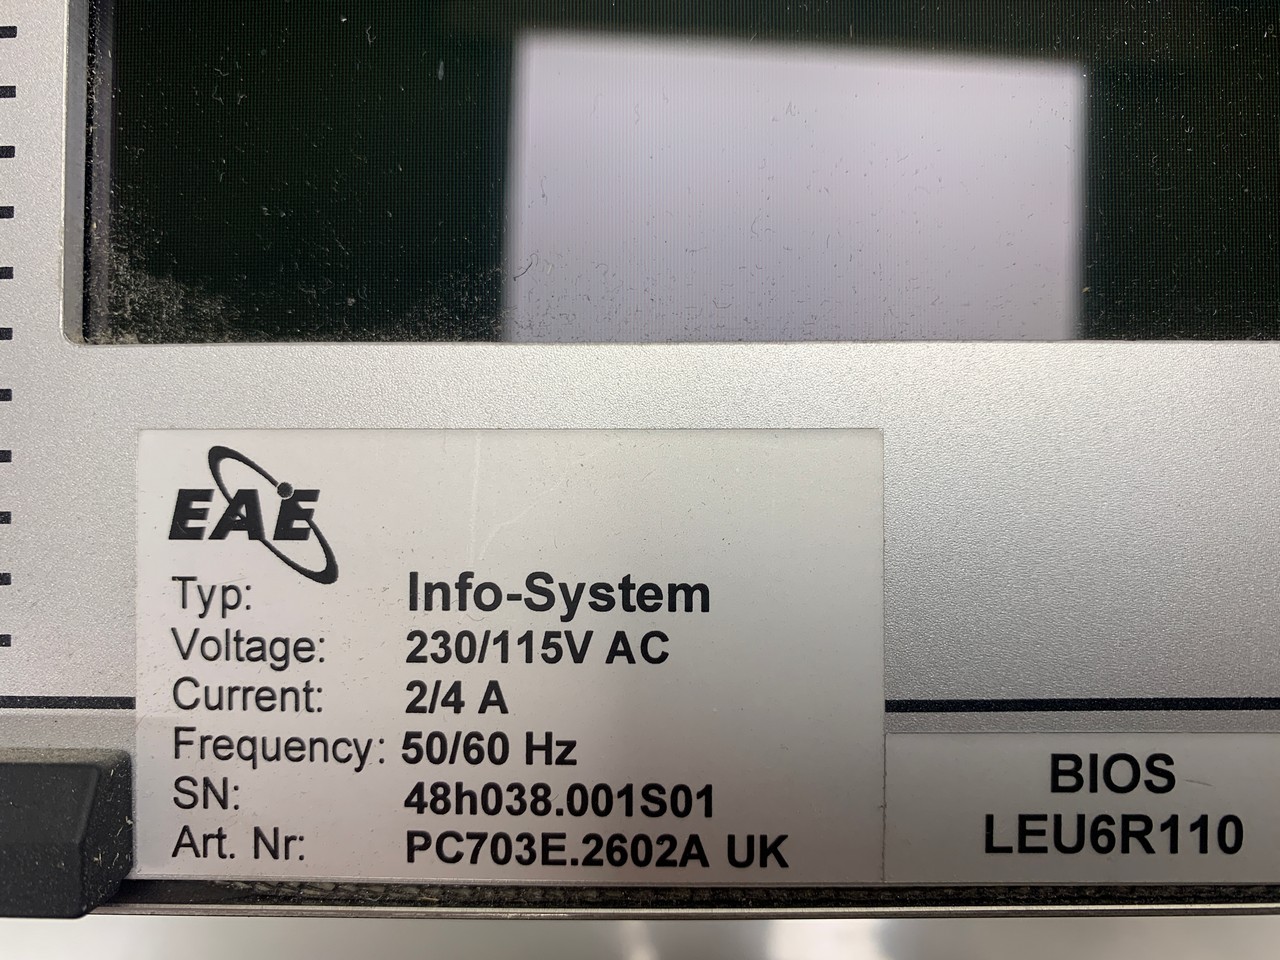 EAE
Typ: Info-System
Voltage: 230/115V AC
Current: 2/4 A
Frequency: 50/60 Hz
SN: 48h038.001S01
Art. Nr: PC703E.2602A UK
BIOS
LEU6R110